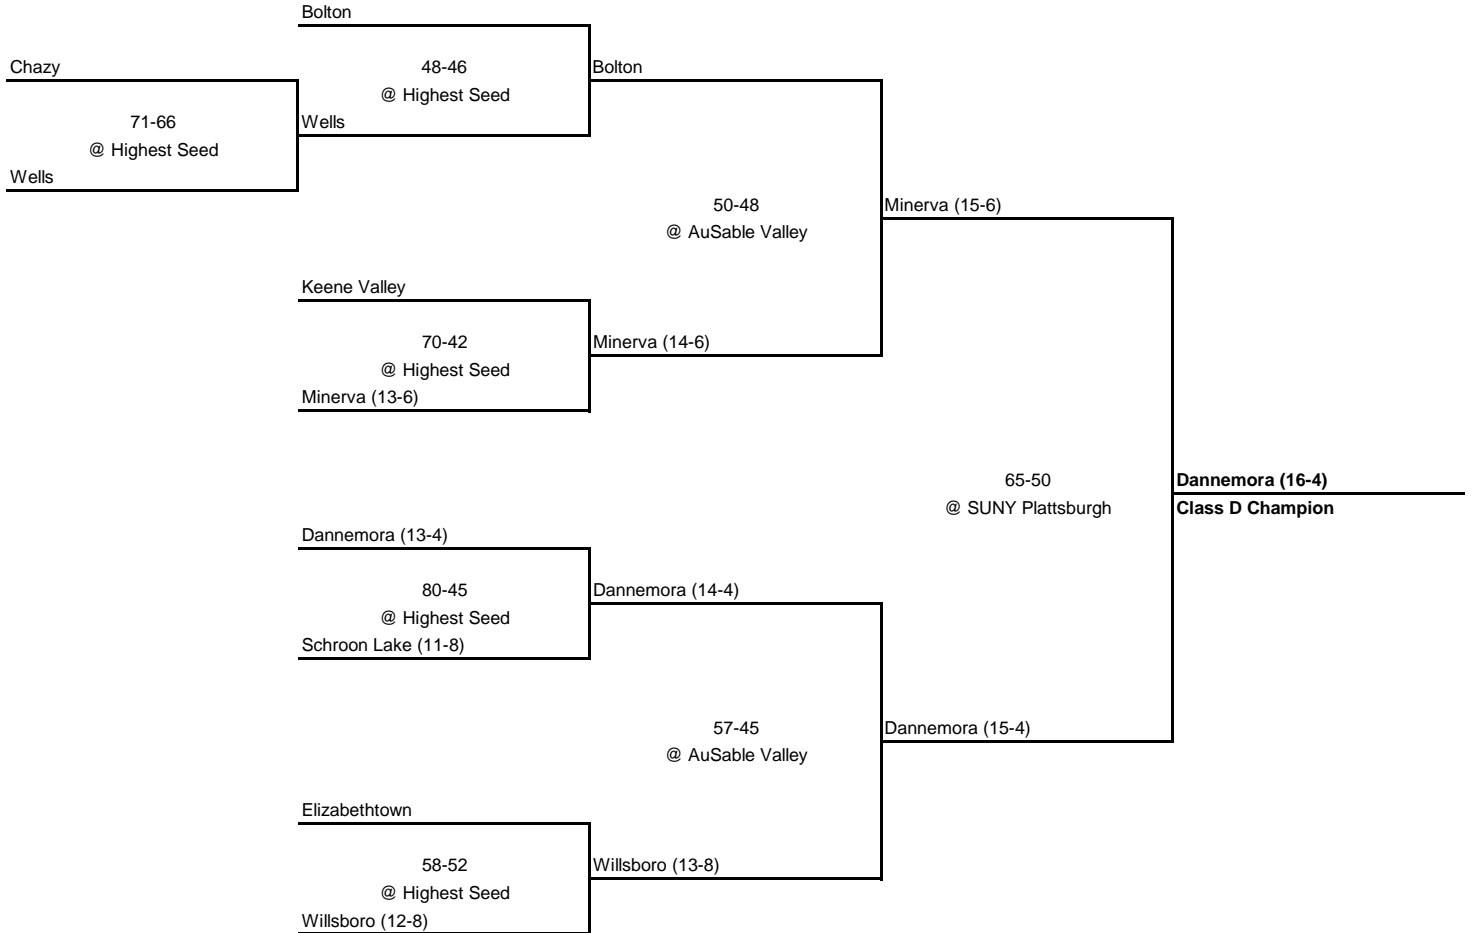 Bolton
Chazy
48-46
@ Highest Seed
Bolton
71-66
@ Highest Seed
Wells
Wells
50-48
@ AuSable Valley
Minerva (15-6)
Keene Valley
70-42
@ Highest Seed
Minerva (14-6)
Minerva (13-6)
65-50
@ SUNY Plattsburgh
Dannemora (16-4)
Class D Champion
Dannemora (13-4)
80-45
@ Highest Seed
Dannemora (14-4)
Schroon Lake (11-8)
57-45
@ AuSable Valley
Dannemora (15-4)
Elizabethtown
58-52
@ Highest Seed
Willsboro (13-8)
Willsboro (12-8)